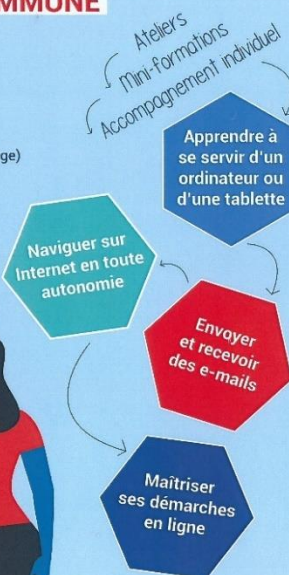 MMUNE
Ateliers
Mini-formations
Accompagnement individuel
ge)
Apprendre à
se servir d'un
ordinateur ou
d'une tablette
Naviguer sur
Internet en toute
autonomie
Envoyer
et recevoir
des e-mails
Maîtriser
ses démarches
en ligne